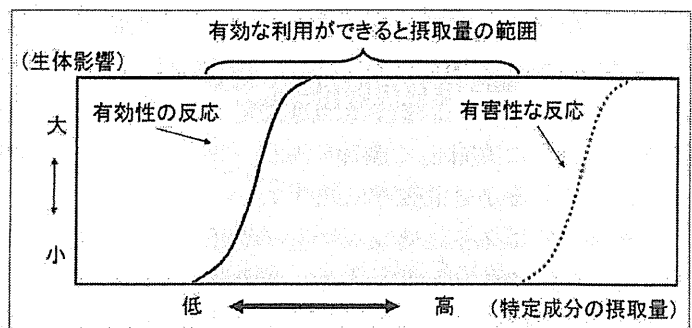 有効な利用ができると摂取量の範囲
(生体影響)
有効性の反応
有害性な反応
大
小
低
高
(特定成分の摂取量)